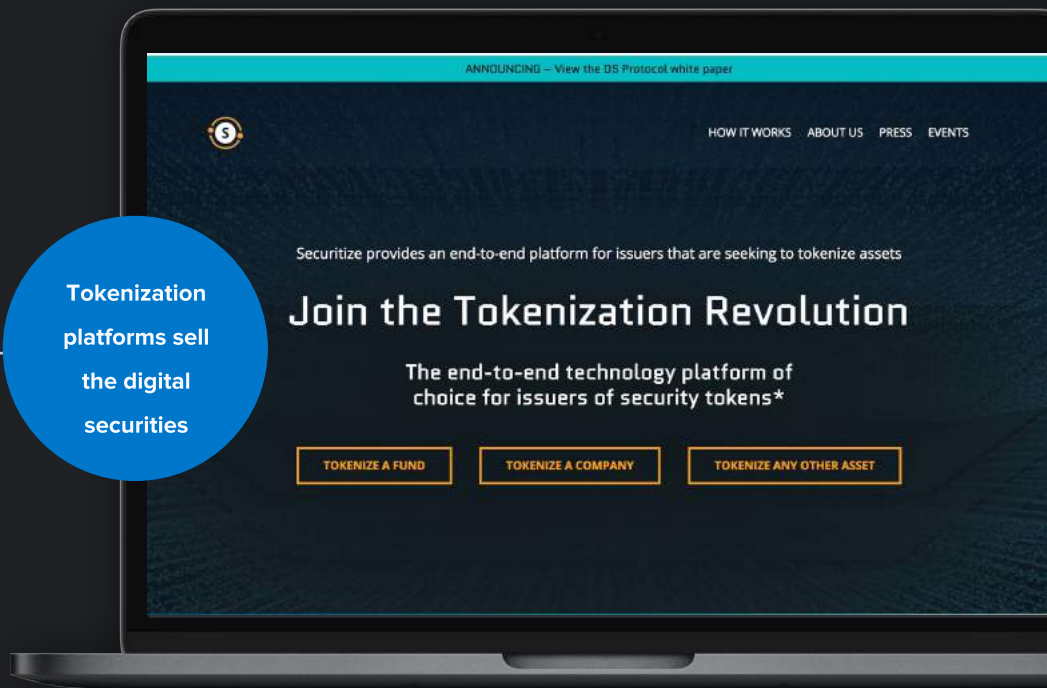 ANNOUNCING – View the DS Protocol white paper
S
HOW IT WORKS ABOUT US PRESS EVENTS
Securitize provides an end-to-end platform for issuers that are seeking to tokenize assets
Join the Tokenization Revolution
The end-to-end technology platform of
choice for issuers of security tokens*
TOKENIZE A FUND TOKENIZE A COMPANY TOKENIZE ANY OTHER ASSET
Tokenization
platforms sell
the digital
securities